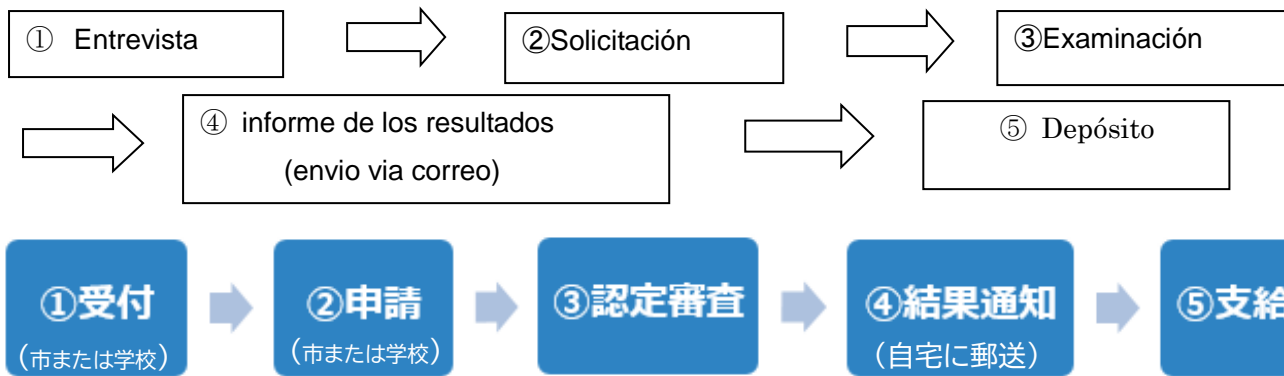 ① Entrevista
②Solicitación
③Examinación
④ informe de los resultados
(envio via correo)
⑤ Depósito
①受付
(市または学校)
②申請
(市または学校)
③認定審査
④結果通知
(自宅に郵送)
⑤支給